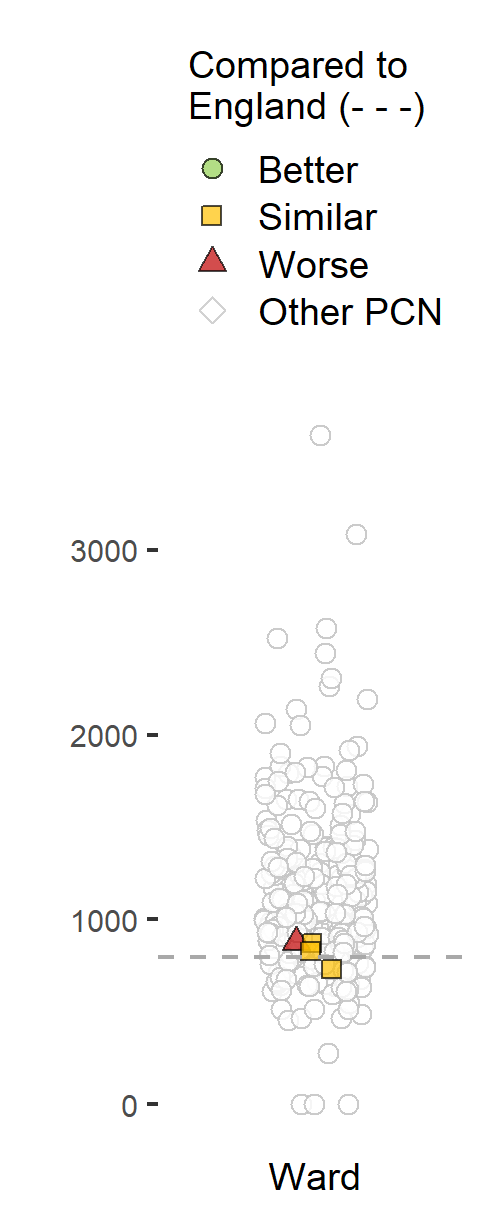 Compared to
England (- - -)
Better
Similar
Worse
Other PCN
3000
2000
1000
0
Ward